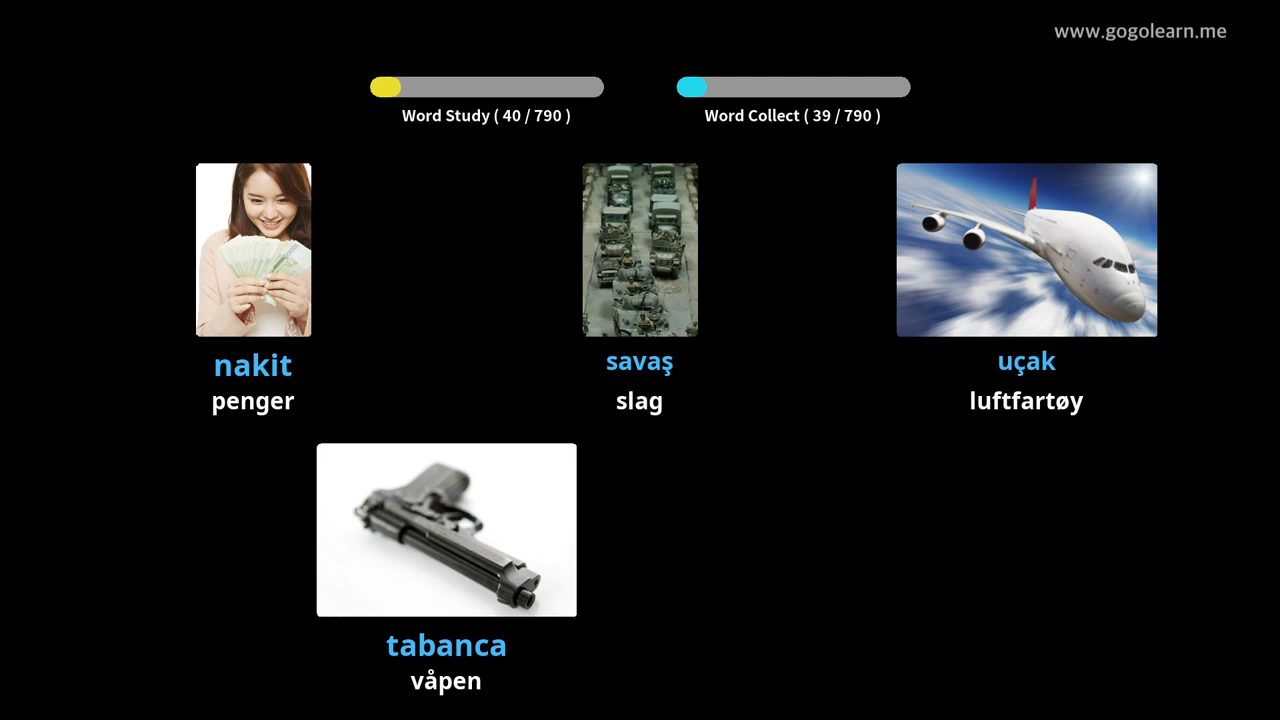 www.gogolearn.me
Word Study ( 40 / 790 )
Word Collect ( 39 / 790 )
nakit
penger
savaş
slag
uçak
luftfartøy
tabanca
våpen